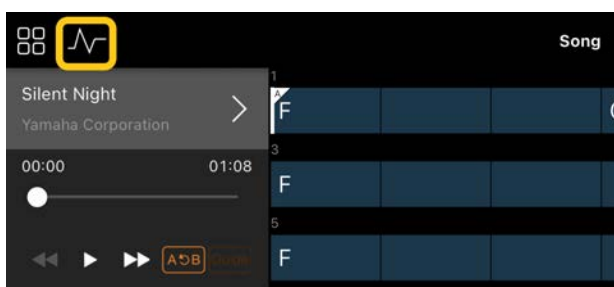 Song
Silent Night
Yamaha Corporation
00:00 01:08
A B
1
A
F
3
F
5
F